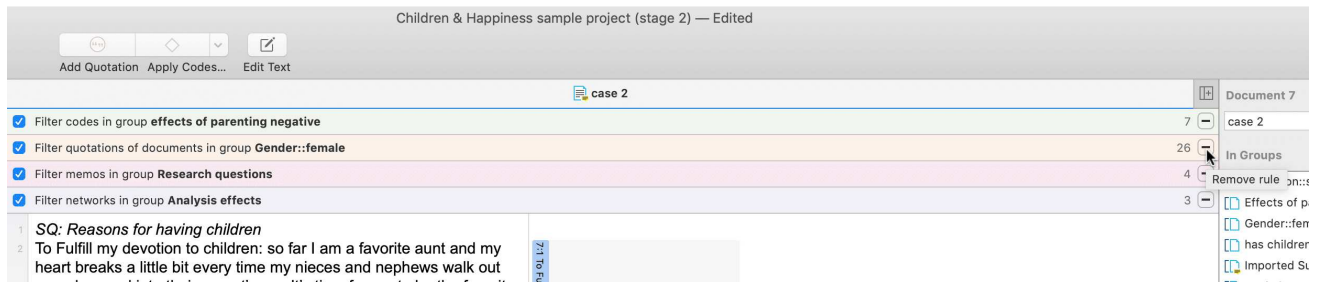 Children & Happiness sample project (stage 2) — Edited
Add Quotation Apply Codes... Edit Text
case 2
Document 7
Filter codes in group effects of parenting negative 7
case 2
Filter quotations of documents in group Gender::female 26
In Groups
Filter memos in group Research questions 4
Remove rule
Filter networks in group Analysis effects 3
Effects of
Gender::fem
has children
Imported Su
1 SQ: Reasons for having children
2 To Fulfill my devotion to children: so far I am a favorite aunt and my
heart breaks a little bit every time my nieces and nephews walk out
7:1 To Fu